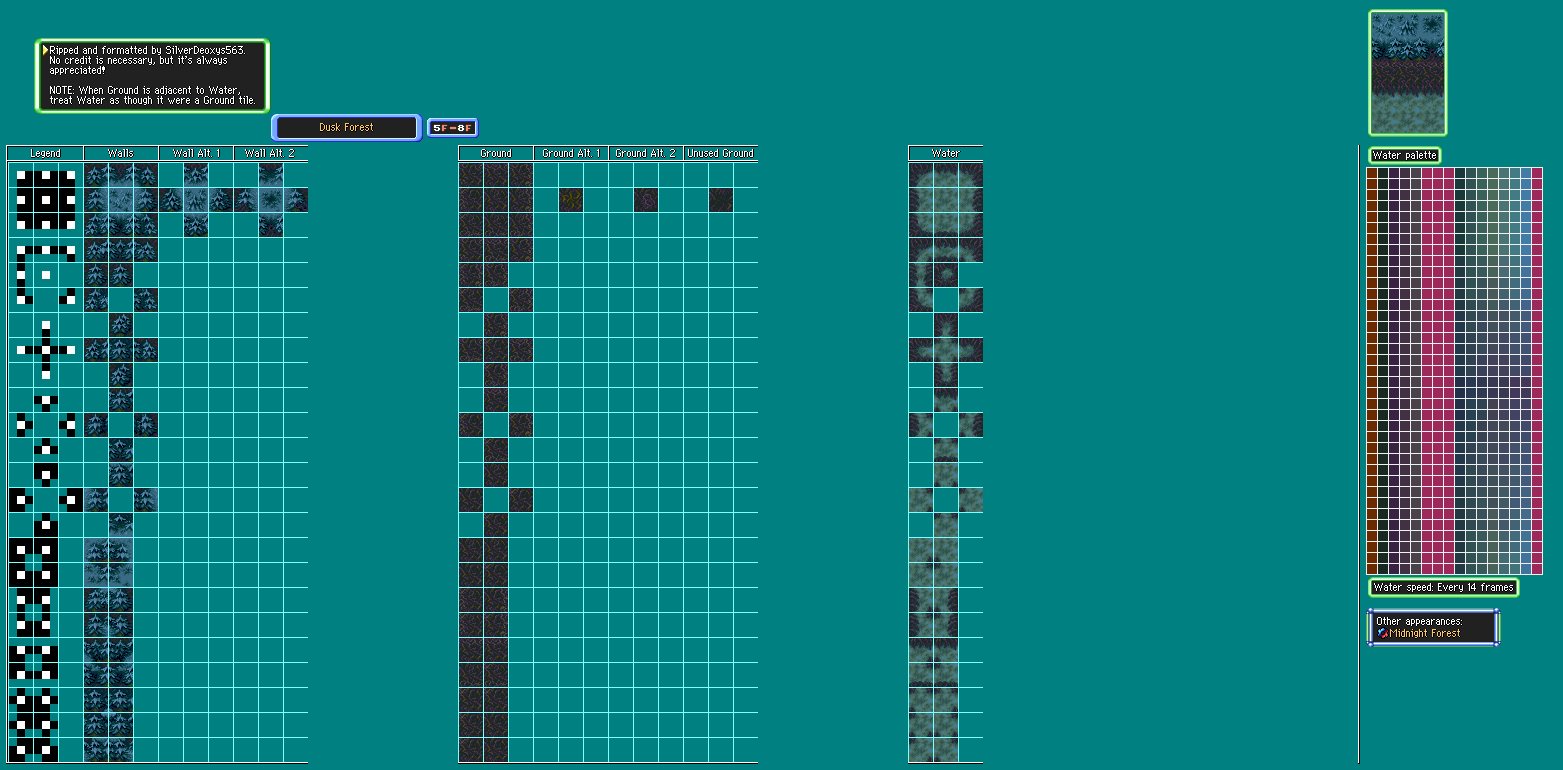 Ripped and formatted by SilverDeoxys563.
No credit is necessary, but it's always
appreciated!
NOTE: When Ground is adjacent to Water,
treat Water as though it were a Ground tile.
Dusk Forest
5F-8F
Legend
Walls
Wall Alt. 1
Wall Alt. 2
Ground
Ground Alt. 1
Ground Alt. 2
Unused Ground
Water
Water palette
Water speed: Every 14 frames
Other appearances:
Midnight Forest